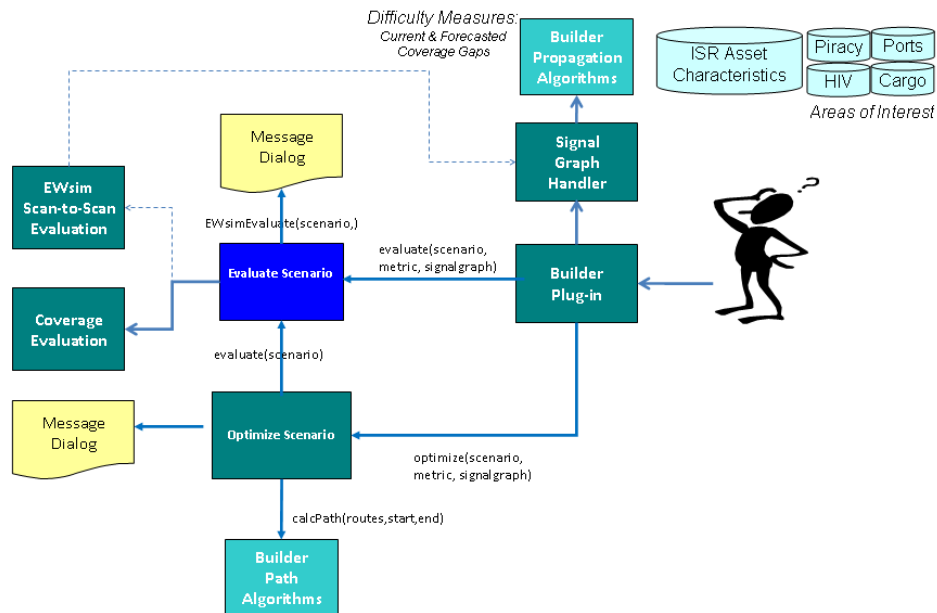 Difficulty Measures:
Current & Forecasted
Coverage Gaps
Builder
Propagation
Algorithms
ISR Asset
Characteristics
Piracy
Ports
HIV
Cargo
Areas of Interest
Message
Dialog
Signal
Graph
Handler
?
EWsim
Scan-to-Scan
Evaluation
EWsimEvaluate(scenario,)
Evaluate Scenario
evaluate(scenario,
metric, signalgraph)
Builder
Plug-in
Coverage
Evaluation
evaluate(scenario)
Message
Dialog
Optimize Scenario
optimize(scenario,
metric, signalgraph)
calcPath(routes,start,end)
Builder
Path
Algorithms